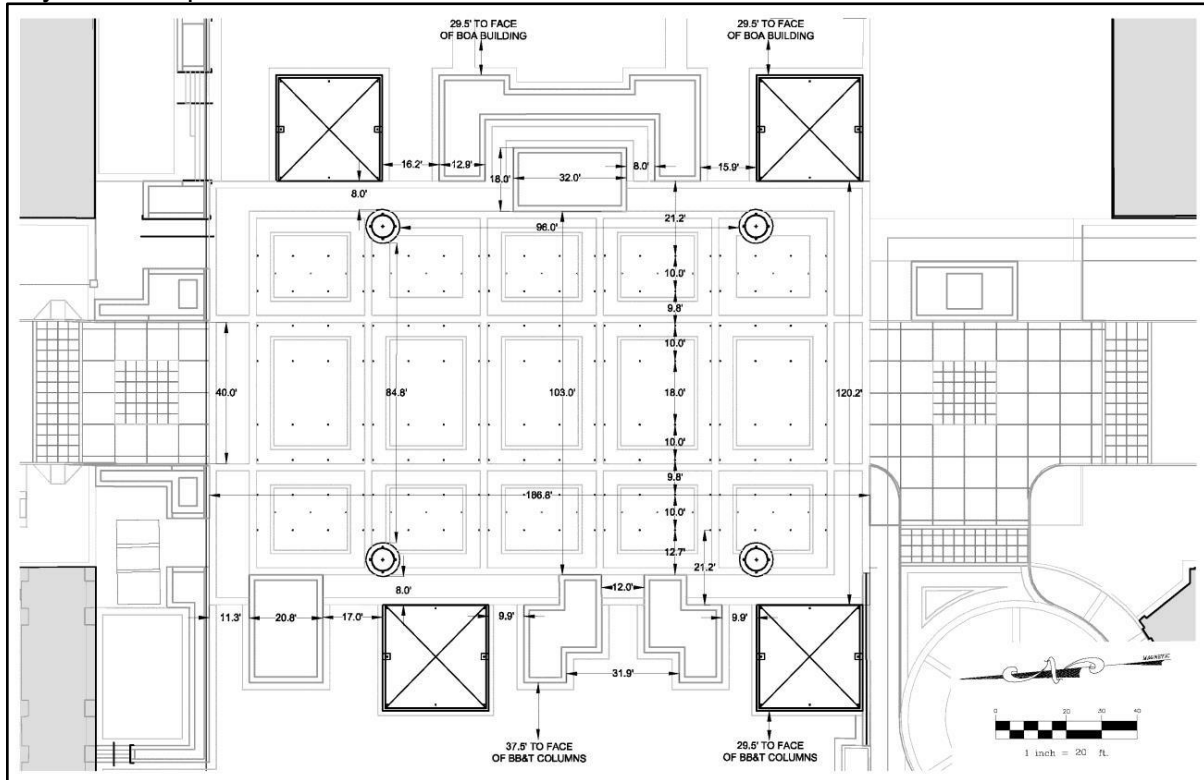 29.5' TO FACE
OF BOA BUILDING
29.5' TO FACE
OF BOA BUILDING
16.2'
12.9'
8.0'
15.9'
18.0'
32.0'
8.0'
21.2'
96.0'
10.0'
9.8'
10.0'
40.0'
84.8'
103.0'
18.0'
120.2'
10.0'
9.8'
186.8'
10.0'
12.7'
21.2'
8.0'
12.0'
11.3'
20.8'
17.0'
9.9'
9.9'
31.9'
MAGNETIC
0 20 30 40
1 inch = 20 ft.
37.5' TO FACE
OF BB&T COLUMNS
29.5' TO FACE
OF BB&T COLUMNS